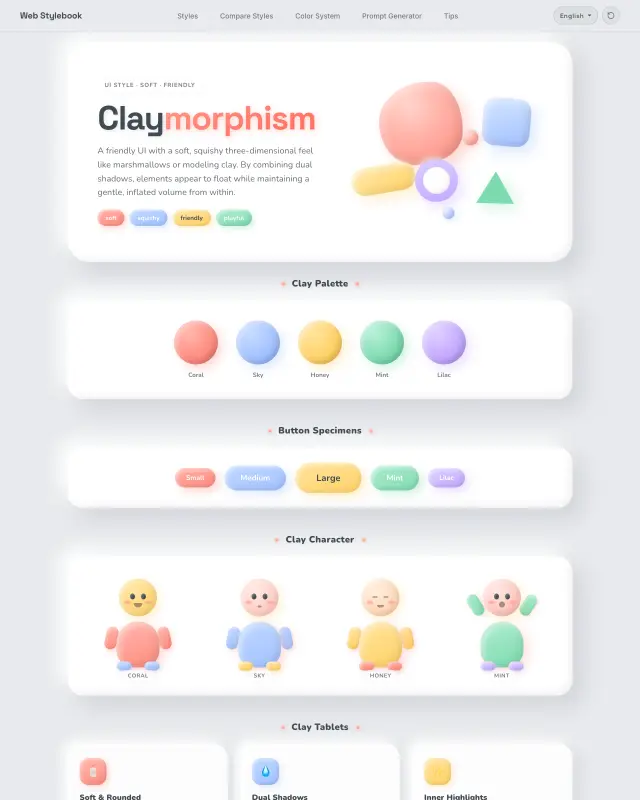 Web Stylebook
Styles
Compare Styles
Color System
Prompt Generator
Tips
English
UI STYLE · SOFT · FRIENDLY
Claymorphism
A friendly UI with a soft, squishy three-dimensional feel
like marshmallows or modeling clay. By combining dual
shadows, elements appear to float while maintaining a
gentle, inflated volume from within.
soft
squishy
friendly
playful
Clay Palette
Coral
Sky
Honey
Mint
Lilac
Button Specimens
Small
Medium
Large
Mint
Lilac
Clay Character
CORAL
SKY
HONEY
MINT
Clay Tablets
Soft & Rounded
Dual Shadows
Inner Highlights